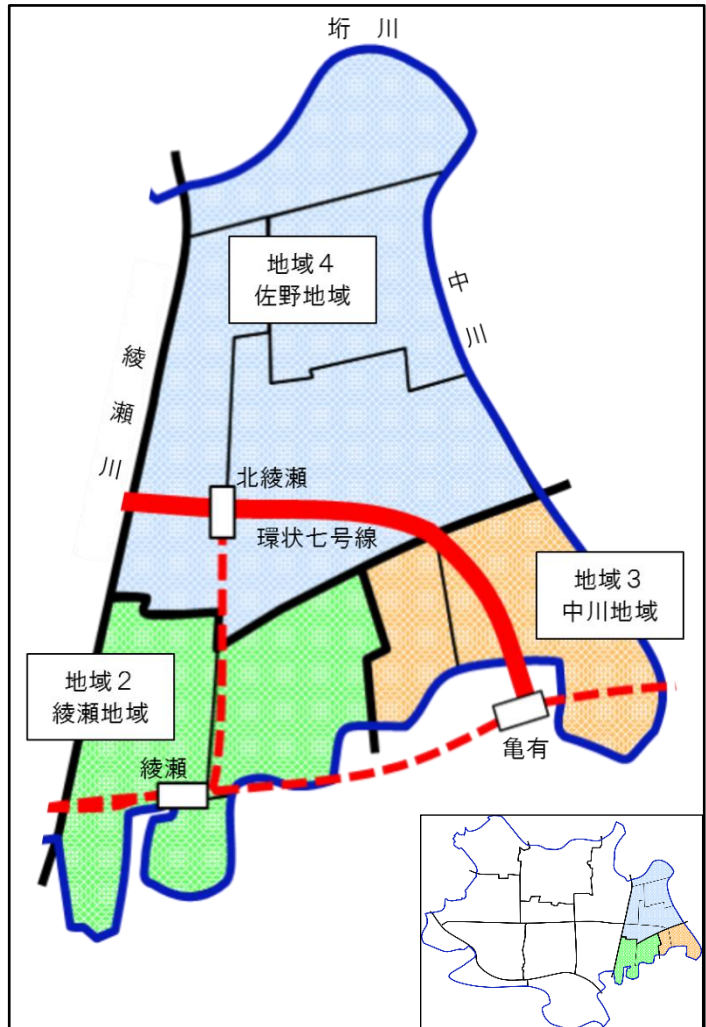 垳 川
地域４
佐野地域
中川
綾瀬川
北綾瀬
環状七号線
地域３
中川地域
地域２
綾瀬地域
綾瀬
亀有